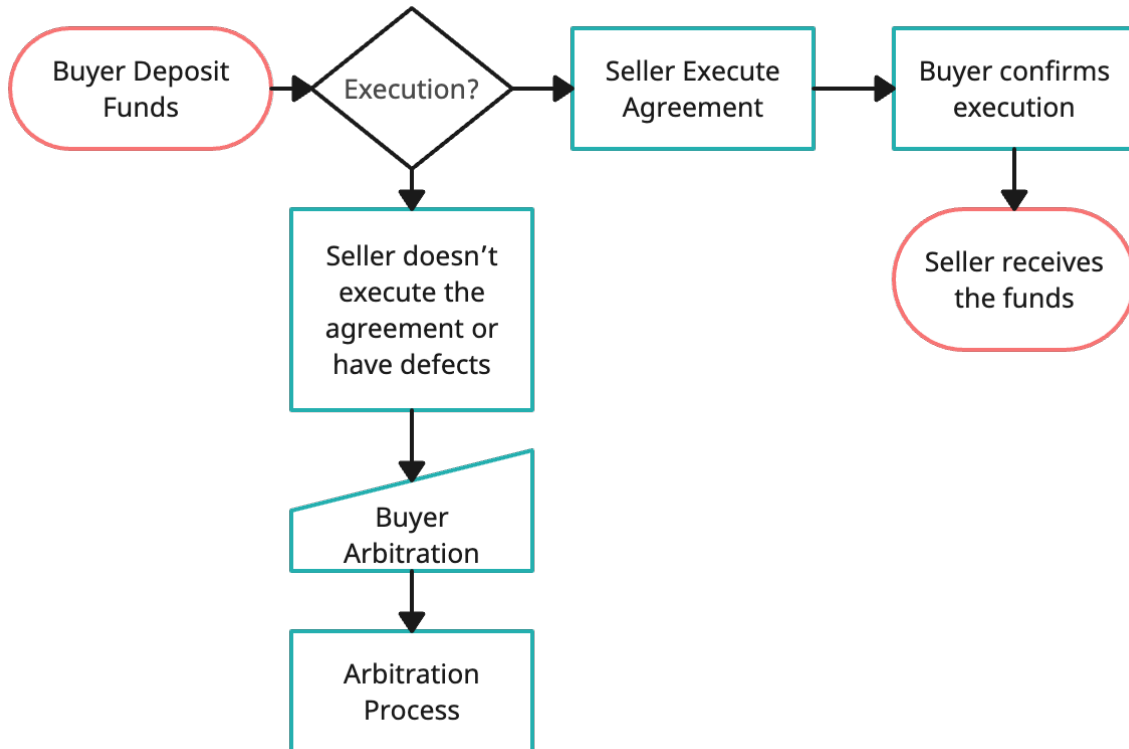 Buyer Deposit
Funds
Execution?
Seller Execute
Agreement
Buyer confirms
execution
Seller doesn’t
execute the
agreement or
have defects
Seller receives
the funds
Buyer
Arbitration
Arbitration
Process